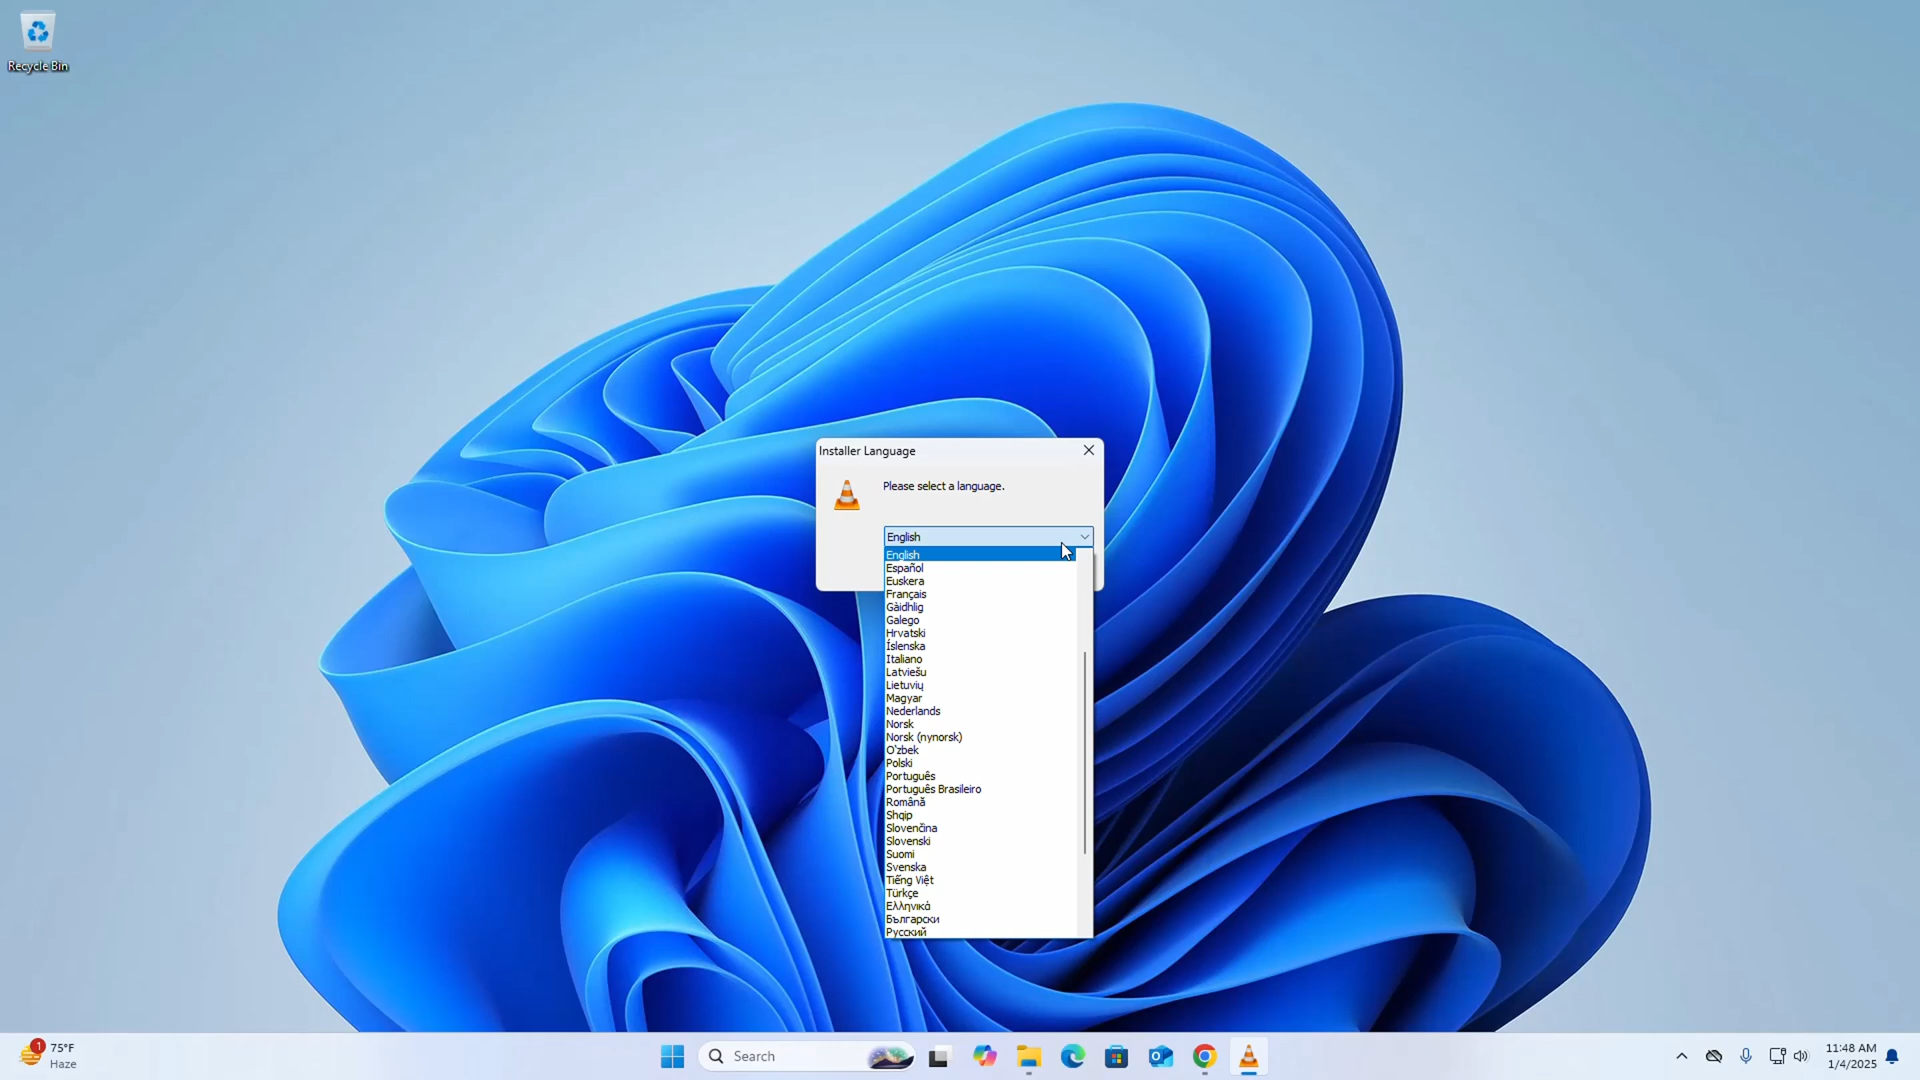 Recycle Bin
Installer Language
Please select a language.
English
English
Español
Euskera
Français
Gàidhlig
Galego
Hrvatski
Íslenska
Italiano
Latviešu
Lietuvių
Magyar
Nederlands
Norsk
Norsk (nynorsk)
O'zbek
Polski
Português
Português Brasileiro
Română
Shqip
Slovenčina
Slovenski
Suomi
Svenska
Tiếng Việt
Türkçe
Ελληνικά
Български
Русский
1
75°F
Haze
Search
11:48 AM
1/4/2025